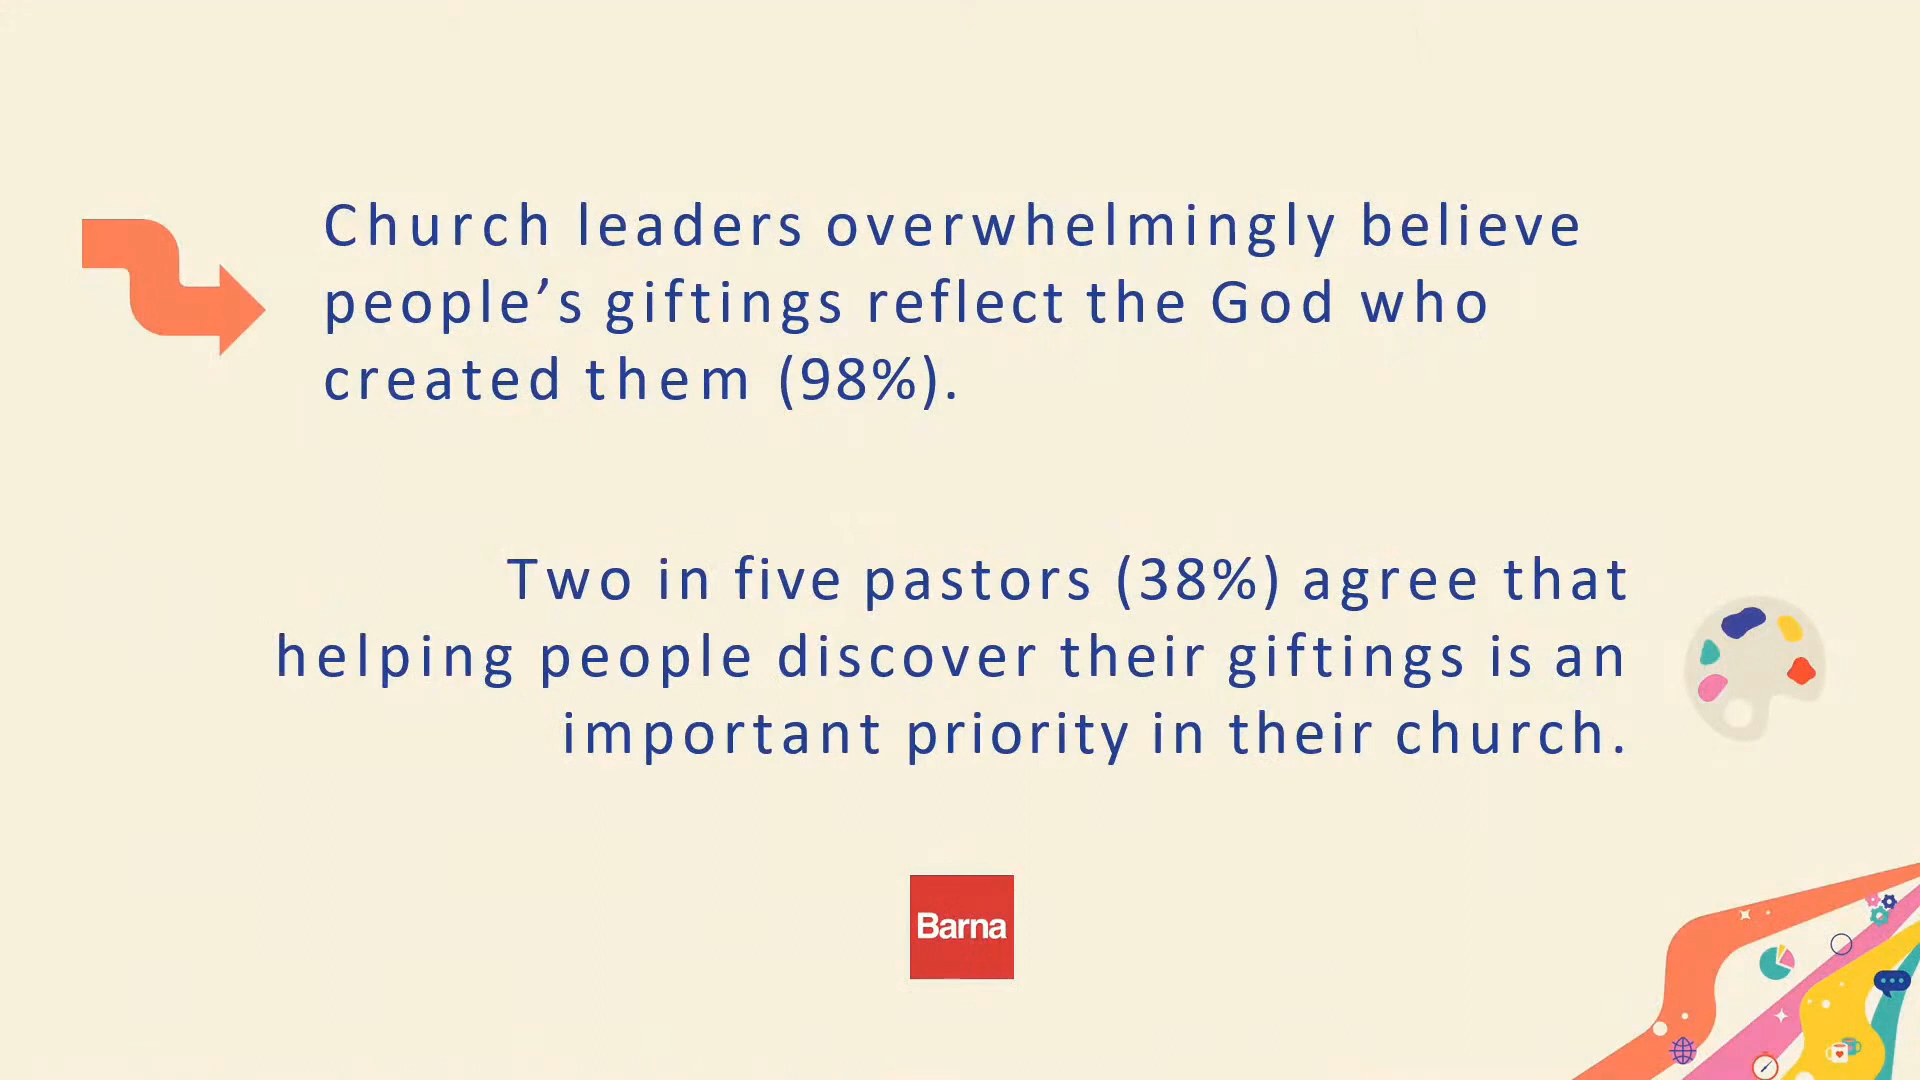 Church leaders overwhelmingly believe
people’s giftings reflect the God who
created them (98%).
Two in five pastors (38%) agree that
helping people discover their giftings is an
important priority in their church.
Barna